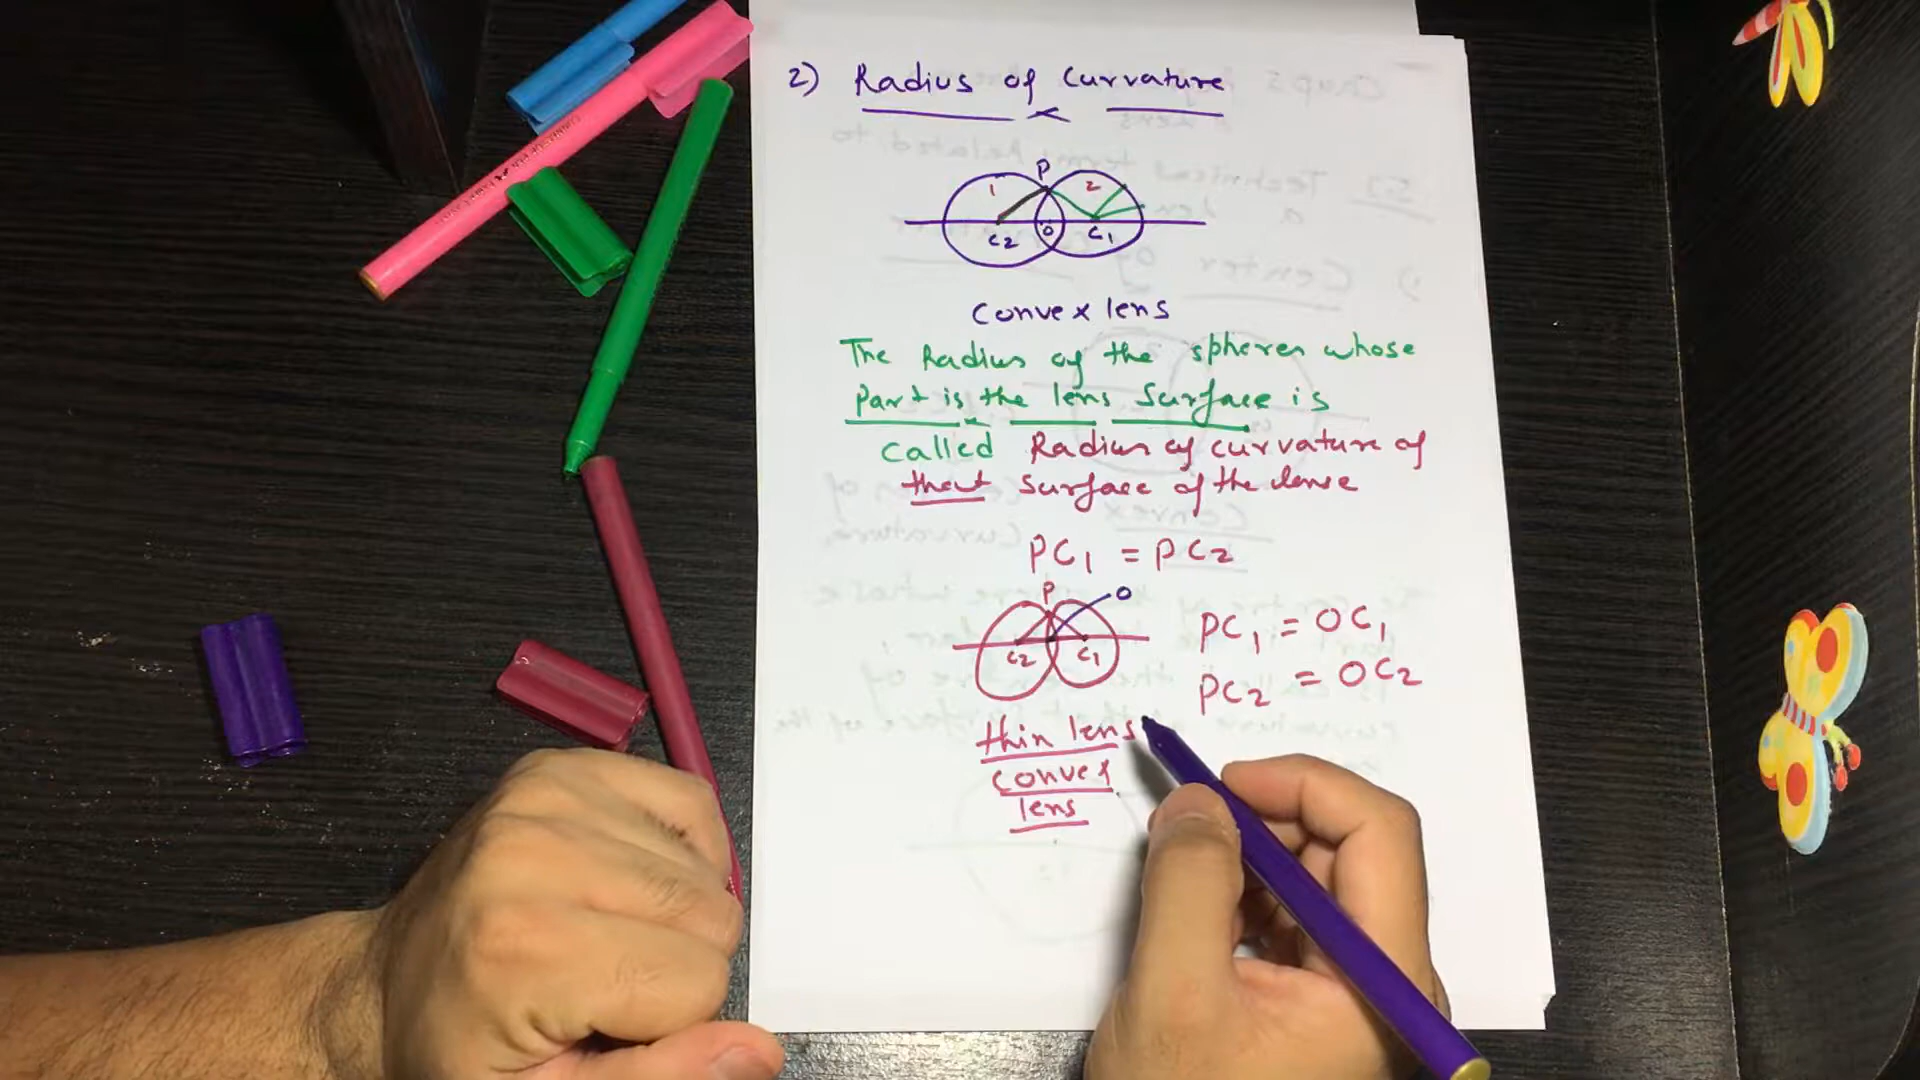 2) Radius of Curvature
P
1 2
C2 O C1
Convex lens
The Radius of the spheres whose
Part is the lens Surface is
called Radius of curvature of
that Surface of the lense
PC1 = PC2
P O
C2 C1
PC1 = OC1
PC2 = OC2
thin lens
convex
lens